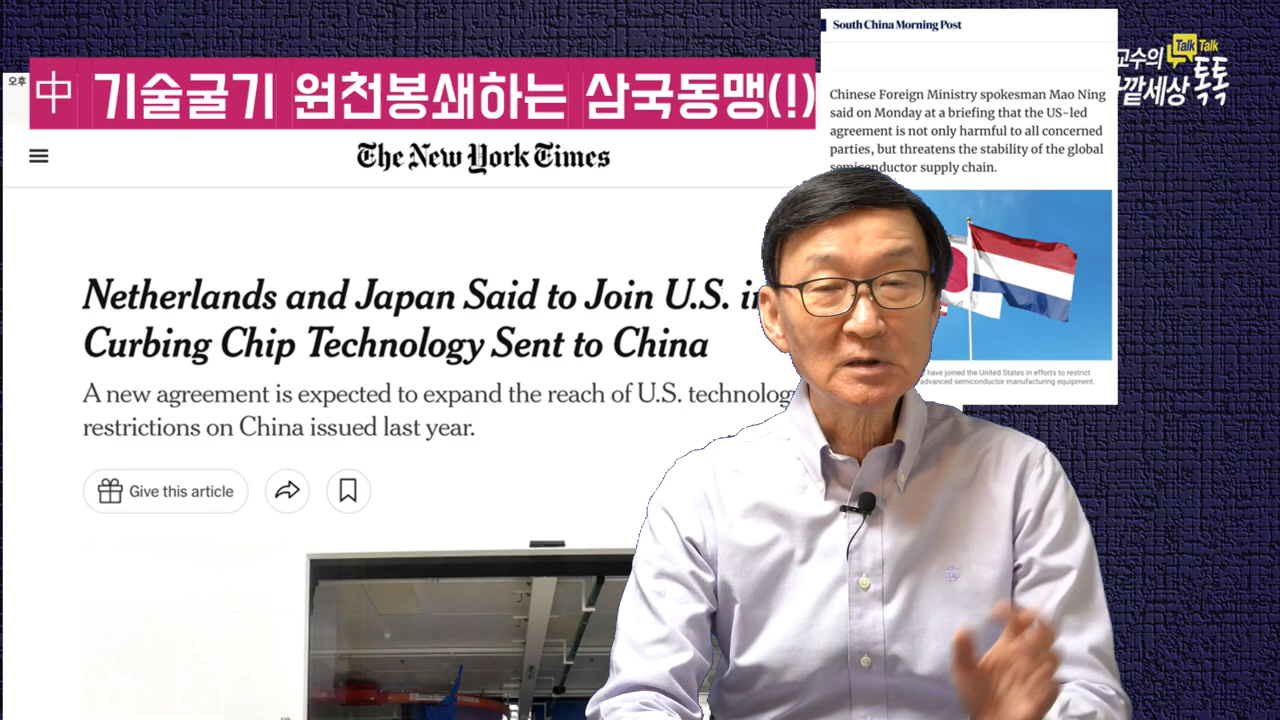 오후
中 기술굴기 원천봉쇄하는 삼국동맹(!)
The New York Times
Netherlands and Japan Said to Join U.S. in
Curbing Chip Technology Sent to China
A new agreement is expected to expand the reach of U.S. technology
restrictions on China issued last year.
Give this article
South China Morning Post
Chinese Foreign Ministry spokesman Mao Ning
said on Monday at a briefing that the US-led
agreement is not only harmful to all concerned
parties, but threatens the stability of the global
semiconductor supply chain.
have joined the United States in efforts to restrict
advanced semiconductor manufacturing equipment.
Talk Talk
교수의
깥세상 톡톡